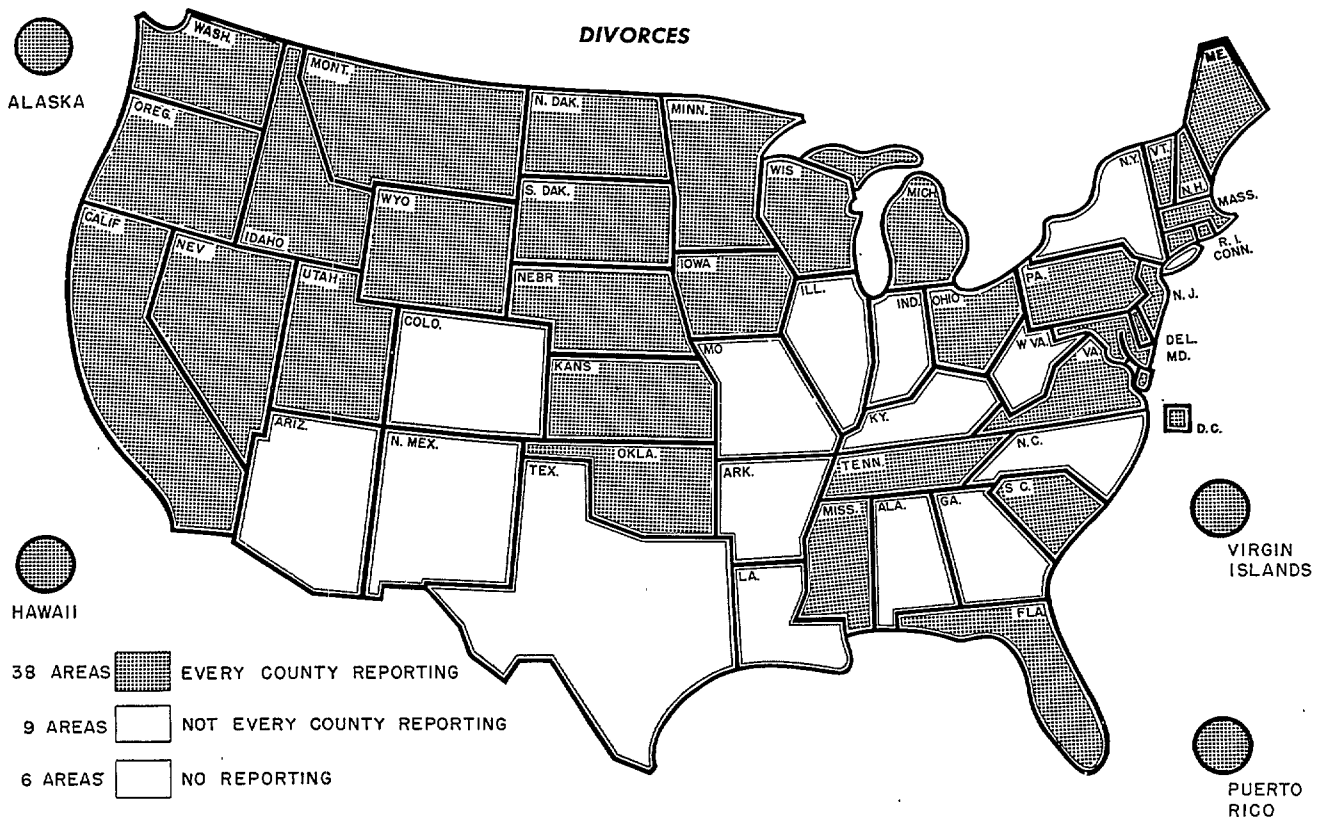 DIVORCES
ALASKA
WASH.
OREG.
CALIF
NEV
IDAHO
MONT.
WYO
UTAH
COLO.
ARIZ.
N. MEX.
N. DAK.
S. DAK.
NEBR
KANS
OKLA.
TEX.
MINN.
IOWA
MO
ARK.
LA.
WIS
ILL.
MICH
IND.
OHIO
KY.
TENN.
MISS.
ALA.
GA.
FLA.
S C.
N.C.
VA.
W VA.
PA.
N.Y.
VT.
N.H.
ME.
MASS.
R. I.
CONN.
N.J.
DEL.
MD.
D.C.
VIRGIN
ISLANDS
PUERTO
RICO
HAWAII
38 AREAS EVERY COUNTY REPORTING
9 AREAS NOT EVERY COUNTY REPORTING
6 AREAS NO REPORTING